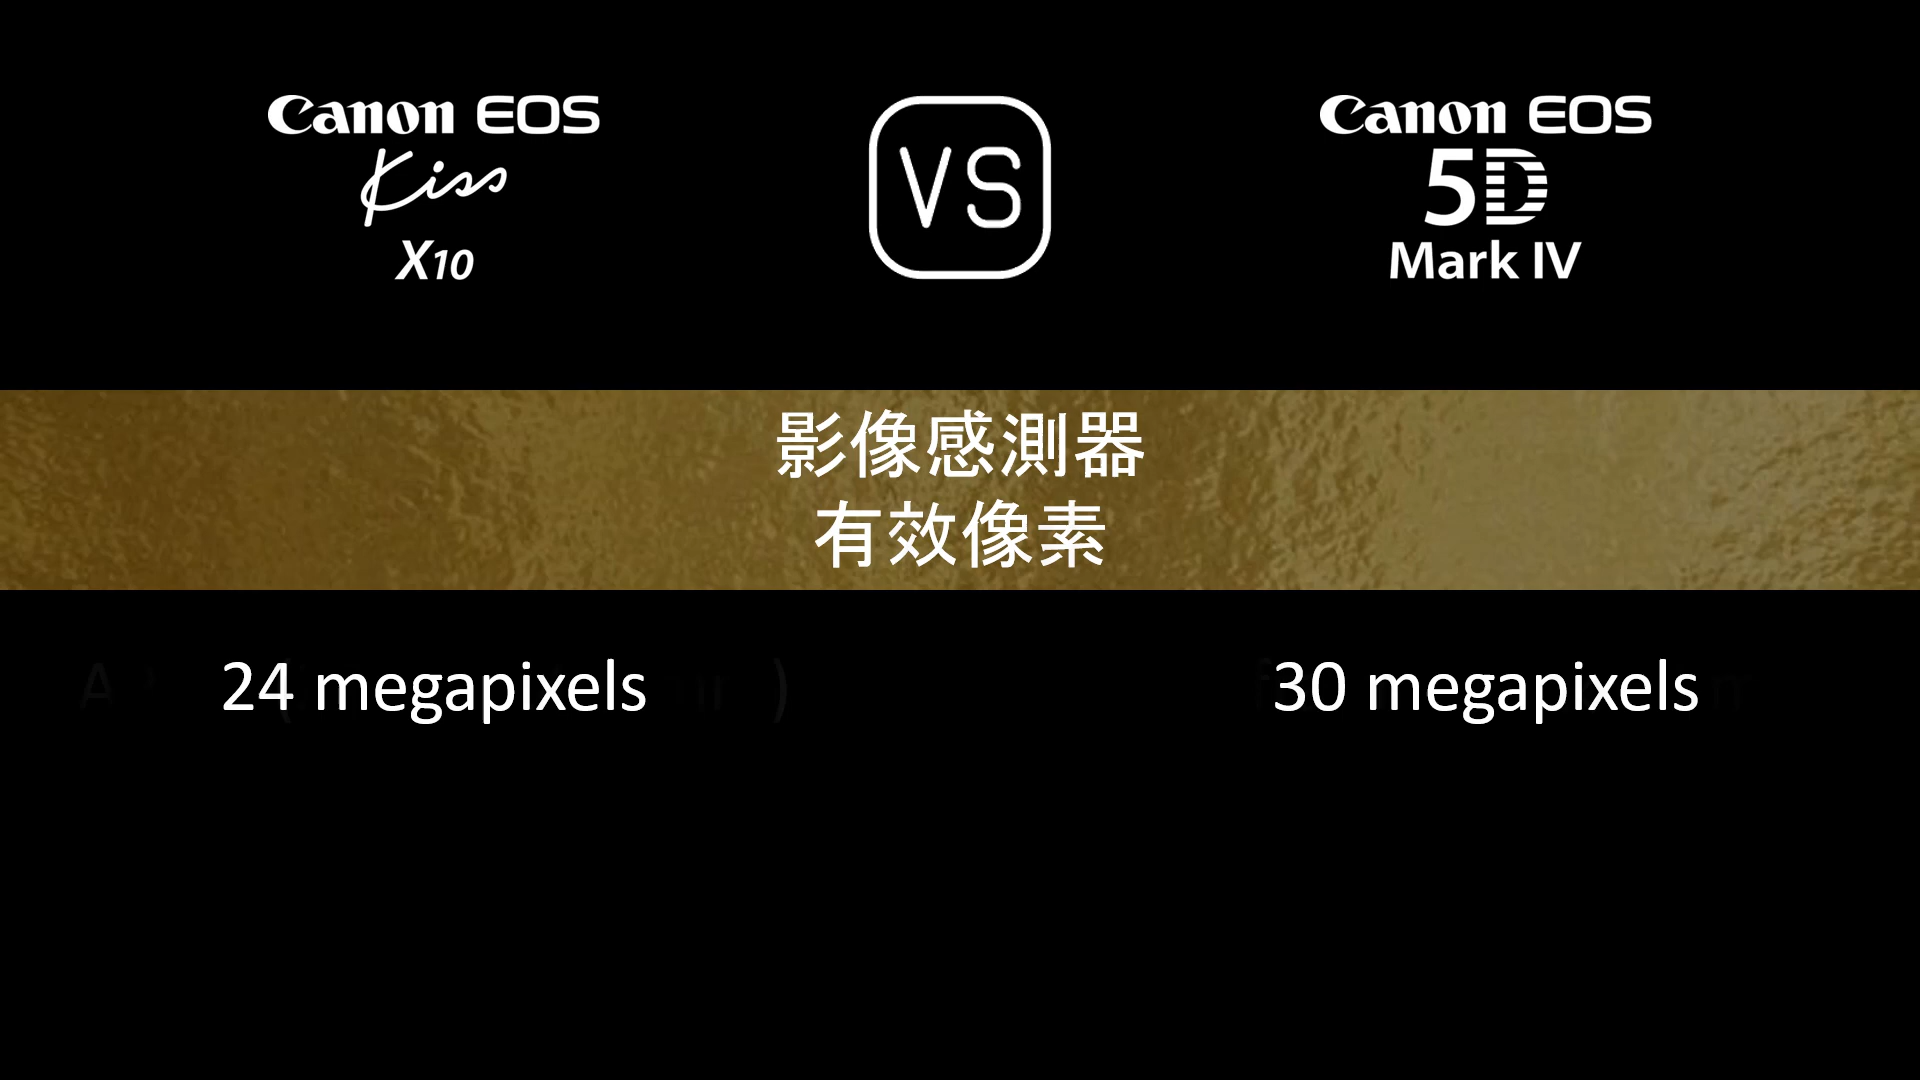 Canon EOS
Kiss
X10
VS
Canon EOS
5D
Mark IV
影像感測器
有效像素
24 megapixels
30 megapixels